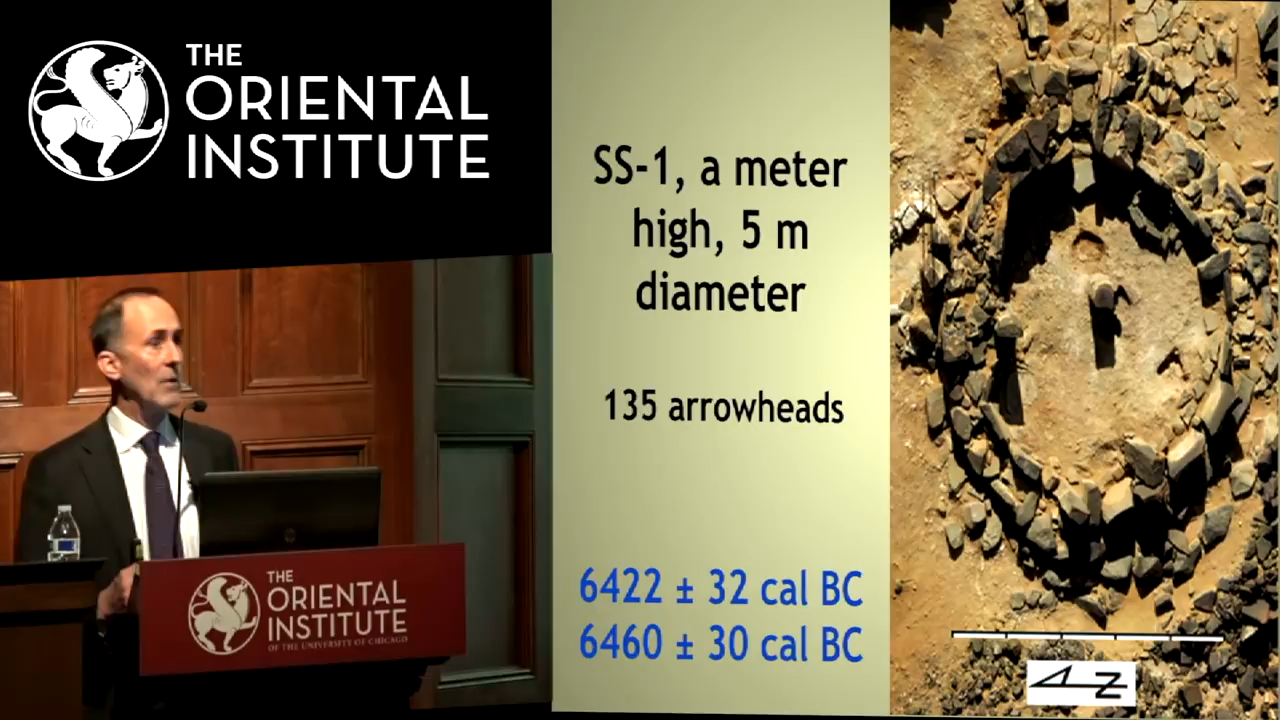 THE
ORIENTAL
INSTITUTE
SS-1, a meter
high, 5 m
diameter
135 arrowheads
6422 ± 32 cal BC
6460 ± 30 cal BC
N
THE
ORIENTAL
INSTITUTE
OF THE UNIVERSITY OF CHICAGO